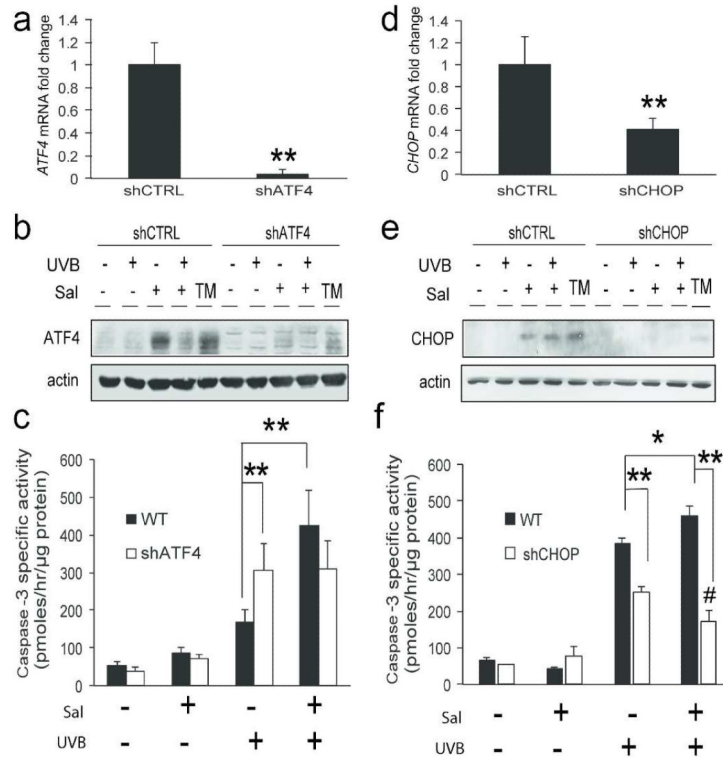 a
ATF4 mRNA fold change
1.4
1.2
1
0.8
0.6
0.4
0.2
0
**
shCTRL shATF4
d
CHOP mRNA fold change
1.4
1.2
1
0.8
0.6
0.4
0.2
0
**
shCTRL shCHOP
b
shCTRL shATF4
UVB - + - + - + - +
Sal - - + + TM - - + + TM
ATF4
actin
e
shCTRL shCHOP
UVB - + - + - + - +
Sal - - + + TM - - + + TM
CHOP
actin
c
Caspase -3 specific activity
(pmoles/hr/µg protein)
600
500
400
300
200
100
0
WT
shATF4
**
**
Sal - + - +
UVB - - + +
f
Caspase -3 specific activity
(pmoles/hr/µg protein)
600
500
400
300
200
100
0
WT
shCHOP
*
**
**
#
Sal - + - +
UVB - - + +